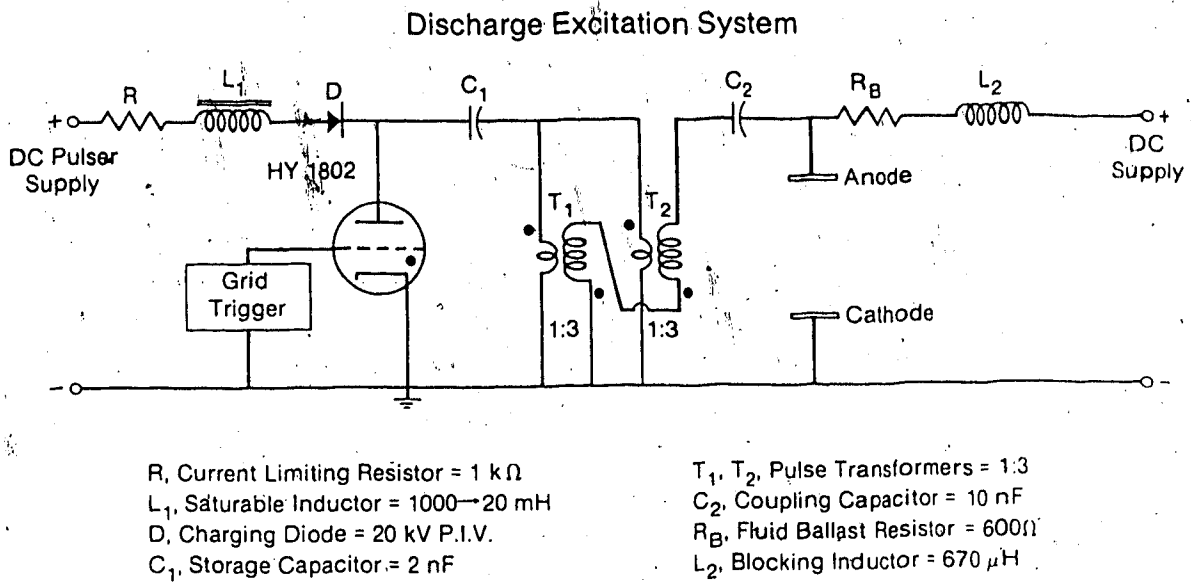 Discharge Excitation System
R
L1
D
C1
C2
RB
L2
+
+
DC Pulser
Supply
HY 1802
DC
Supply
Anode
T1
T2
Grid
Trigger
Cathode
1:3
1:3
−
−
R, Current Limiting Resistor = 1 kΩ
L1, Saturable Inductor = 1000→20 mH
D, Charging Diode = 20 kV P.I.V.
C1, Storage Capacitor = 2 nF
T1, T2, Pulse Transformers = 1:3
C2, Coupling Capacitor = 10 nF
RB, Fluid Ballast Resistor = 600Ω
L2, Blocking Inductor = 670 μH